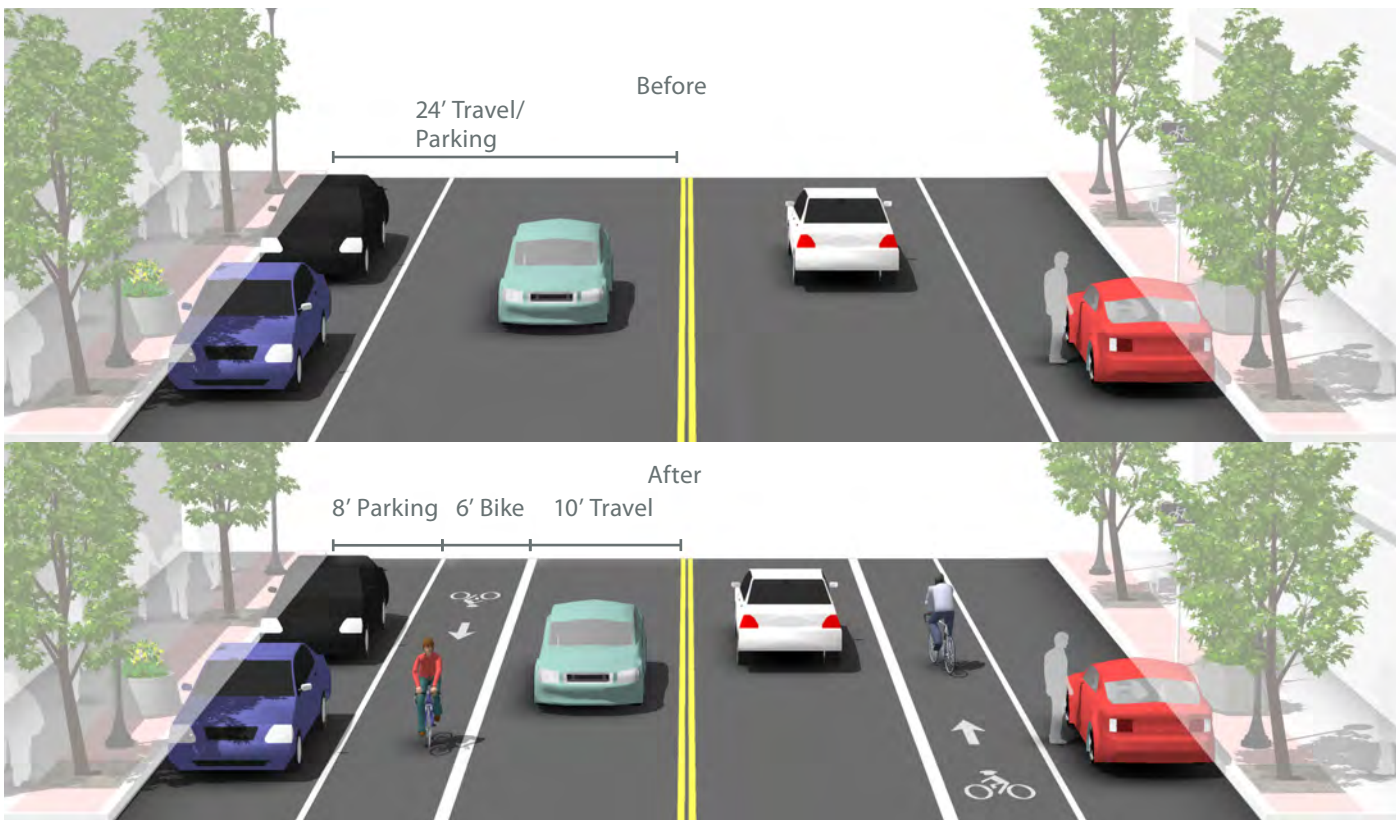 Before
24’ Travel/
Parking
After
8’ Parking 6’ Bike 10’ Travel